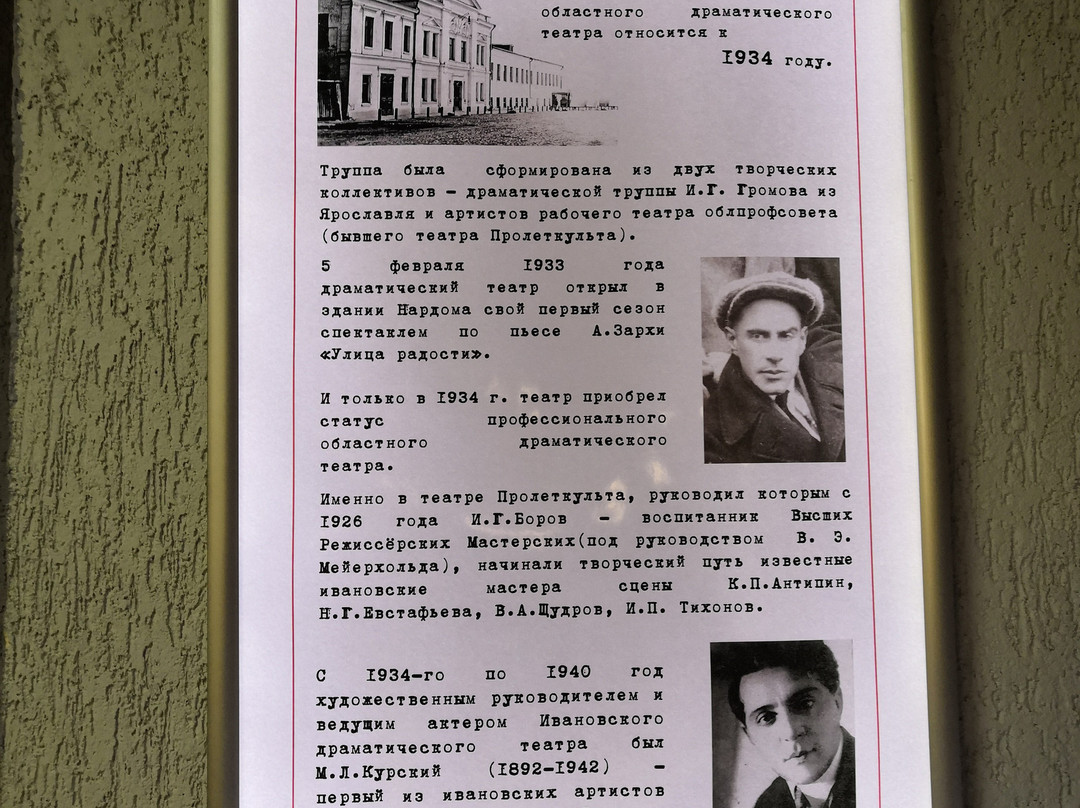 областного драматического
театра относится к
1934 году.
Труппа была сформирована из двух творческих
коллективов – драматической труппы И.Г. Громова из
Ярославля и артистов рабочего театра облпрофсовета
(бывшего театра Пролеткульта).
5 февраля 1933 года
драматический театр открыл в
здании Нардома свой первый сезон
спектаклем по пьесе А.Зархи
«Улица радости».
И только в 1934 г. театр приобрел
статус профессионального
областного драматического
театра.
Именно в театре Пролеткульта, руководил которым с
1926 года И.Г.Боров – воспитанник Высших
Режиссёрских Мастерских(под руководством В. Э.
Мейерхольда), начинали творческий путь известные
ивановские мастера сцены К.П.Антипин,
Н.Г.Евстафьева, В.А.Щудров, И.П. Тихонов.
С 1934-го по 1940 год
художественным руководителем и
ведущим актером Ивановского
драматического театра был
М.Л.Курский (1892-1942) –
первый из ивановских артистов